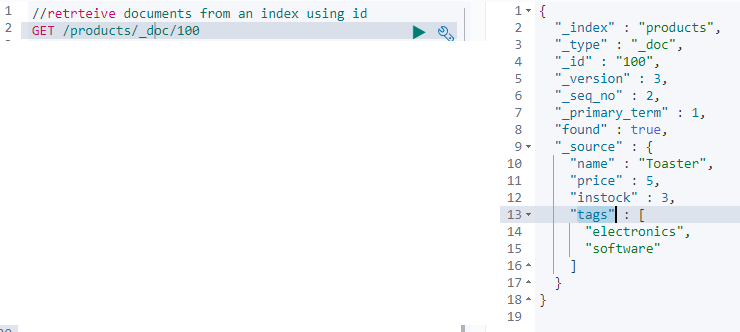 1 //retrteive documents from an index using id
2 GET /products/_doc/100
1 {
2 "_index" : "products",
3 "_type" : "_doc",
4 "_id" : "100",
5 "_version" : 3,
6 "_seq_no" : 2,
7 "_primary_term" : 1,
8 "found" : true,
9 "_source" : {
10 "name" : "Toaster",
11 "price" : 5,
12 "instock" : 3,
13 "tags" : [
14 "electronics",
15 "software"
16 ]
17 }
18 }
19